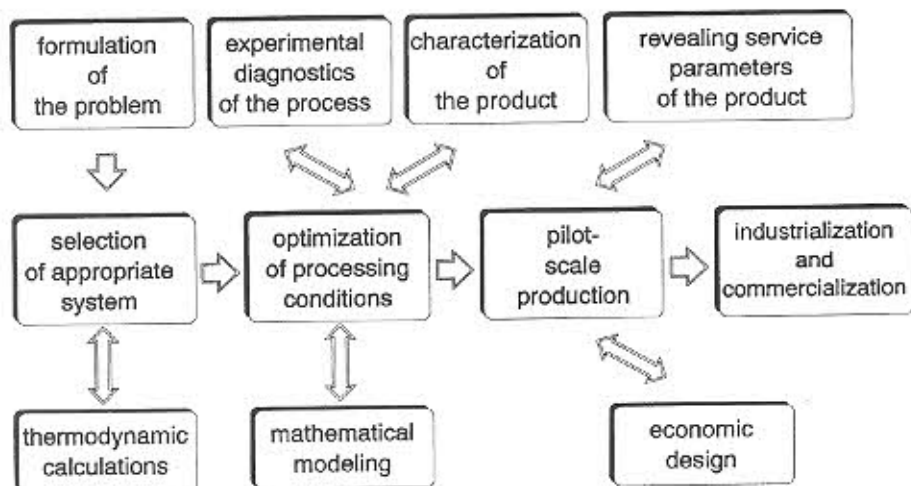 formulation
of
the problem
experimental
diagnostics
of the process
characterization
of
the product
revealing service
parameters
of the product
selection
of appropriate
system
optimization
of processing
conditions
pilot-
scale
production
industrialization
and
commercialization
thermodynamic
calculations
mathematical
modeling
economic
design